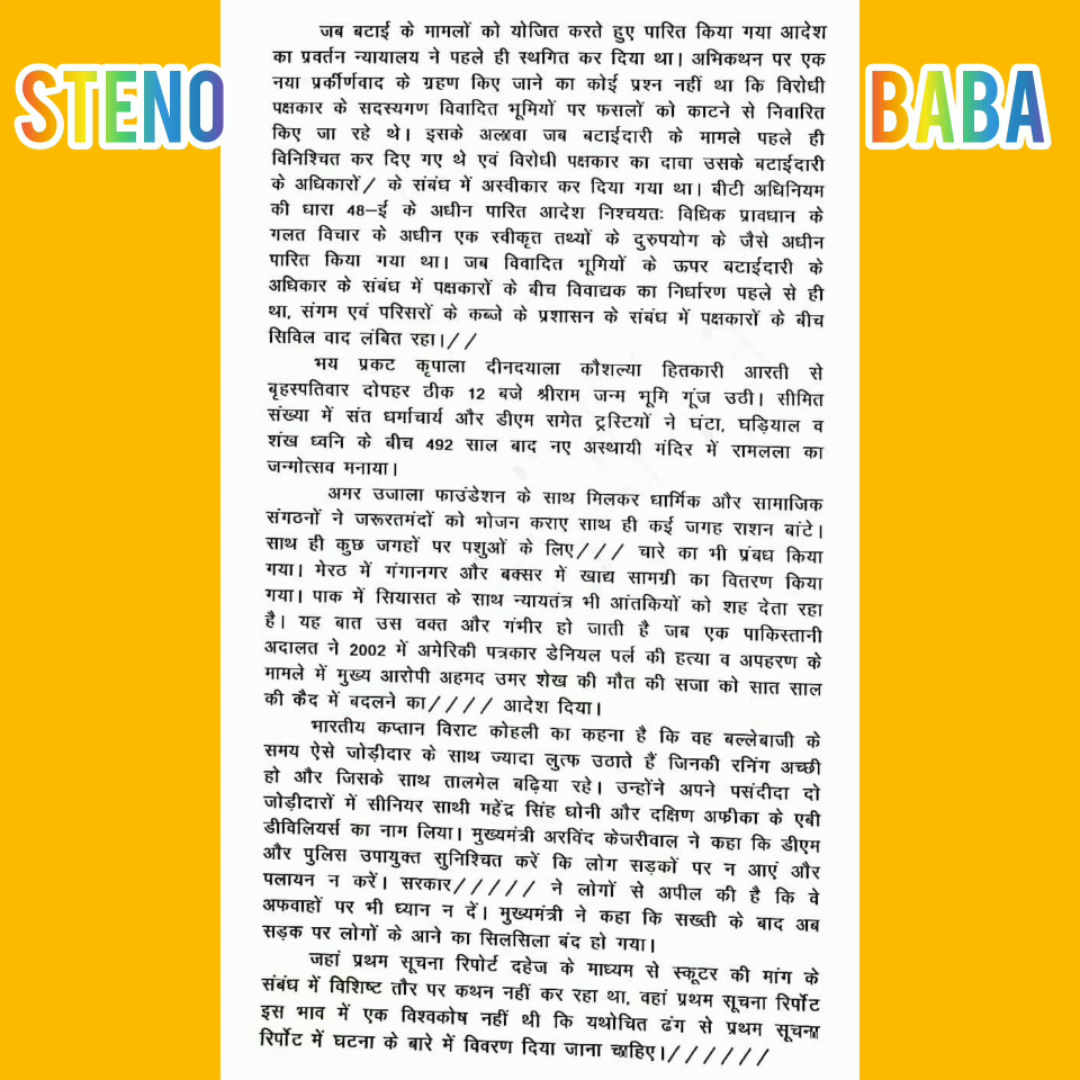 STENO BABA
जब बटाई के मामलों को योजित करते हुए पारित किया गया आदेश
का प्रवर्तन न्यायालय ने पहले ही स्थगित कर दिया था। अभिकथन पर एक
नया प्रर्कीणवाद के ग्रहण किए जाने का कोई प्रश्न नहीं था कि विरोधी
पक्षकार के सदस्यगण विवादित भूमियों पर फसलों को काटने से निवारित
किए जा रहे थे। इसके अलावा जब बटाईदारी के मामले पहले ही
विनिश्चित कर दिए गए थे एवं विरोधी पक्षकार का दावा उसके बटाईदारी
के अधिकारों/ के संबंध में अस्वीकार कर दिया गया था। बीटी अधिनियम
की धारा 48–ई के अधीन पारित आदेश निश्चयतः विधिक प्रावधान के
गलत विचार के अधीन एक स्वीकृत तथ्यों के दुरुपयोग के जैसे अधीन
पारित किया गया था। जब विवादित भूमियों के ऊपर बटाईदारी के
अधिकार के संबंध में पक्षकारों के बीच विवाद्यक का निर्धारण पहले से ही
था, संगम एवं परिसरों के कब्जे के प्रशासन के संबंध में पक्षकारों के बीच
सिविल वाद लंबित रहा।//
भय प्रकट कृपाला दीनदयाला कौशल्या हितकारी आरती से
बृहस्पतिवार दोपहर ठीक 12 बजे श्रीराम जन्म भूमि गूंज उठी। सीमित
संख्या में संत धर्माचार्य और डीएम समेत ट्रस्टियों ने घंटा, घड़ियाल व
शंख ध्वनि के बीच 492 साल बाद नए अस्थायी मंदिर में रामलला का
जन्मोत्सव मनाया।
अमर उजाला फाउंडेशन के साथ मिलकर धार्मिक और सामाजिक
संगठनों ने जरूरतमंदों को भोजन कराए साथ ही कई जगह राशन बांटे।
साथ ही कुछ जगहों पर पशुओं के लिए/// चारे का भी प्रंबध किया
गया। मेरठ में गंगानगर और बक्सर में खाद्य सामग्री का वितरण किया
गया। पाक में सियासत के साथ न्यायतंत्र भी आंतकियों को शह देता रहा
है। यह बात उस वक्त और गंभीर हो जाती है जब एक पाकिस्तानी
अदालत ने 2002 में अमेरिकी पत्रकार डेनियल पर्ल की हत्या व अपहरण के
मामले में मुख्य आरोपी अहमद उमर शेख की मौत की सजा को सात साल
की कैद में बदलने का//// आदेश दिया।
भारतीय कप्तान विराट कोहली का कहना है कि वह बल्लेबाजी के
समय ऐसे जोड़ीदार के साथ ज्यादा लुत्फ उठाते हैं जिनकी रनिंग अच्छी
हो और जिसके साथ तालमेल बढ़िया रहे। उन्होंने अपने पसंदीदा दो
जोड़ीदारों में सीनियर साथी महेंद्र सिंह धोनी और दक्षिण अफ्रीका के एबी
डीविलियर्स का नाम लिया। मुख्यमंत्री अरविंद केजरीवाल ने कहा कि डीएम
और पुलिस उपायुक्त सुनिश्चित करें कि लोग सड़कों पर न आएं और
पलायन न करें। सरकार///// ने लोगों से अपील की है कि वे
अफवाहों पर भी ध्यान न दें। मुख्यमंत्री ने कहा कि सख्ती के बाद अब
सड़क पर लोगों के आने का सिलसिला बंद हो गया।
जहां प्रथम सूचना रिपोर्ट दहेज के माध्यम से स्कूटर की मांग के
संबंध में विशिष्ट तौर पर कथन नहीं कर रहा था, वहां प्रथम सूचना रिर्पोट
इस भाव में एक विश्वकोष नहीं थी कि यथोचित ढंग से प्रथम सूचना
रिर्पोट में घटना के बारे में विवरण दिया जाना चाहिए।//////